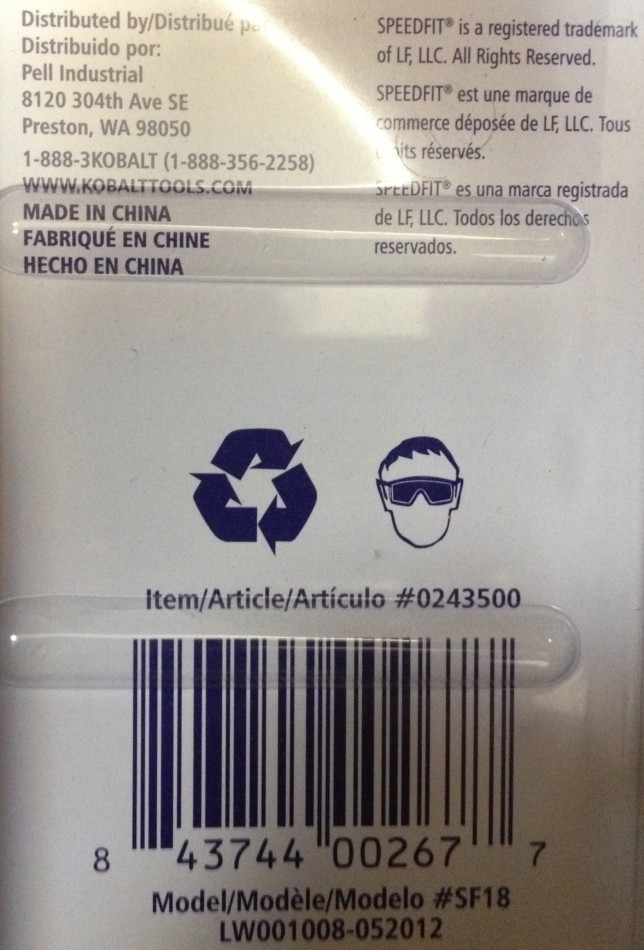 Distributed by/Distribué
Distribuido por:
Pell Industrial
8120 304th Ave SE
Preston, WA 98050
1-888-3KOBALT (1-888-356-2258)
WWW.KOBALTTOOLS.COM
MADE IN CHINA
FABRIQUÉ EN CHINE
HECHO EN CHINA
SPEEDFIT® is a registered trademark
of LF, LLC. All Rights Reserved.
SPEEDFIT® est une marque de
commerce déposée de LF, LLC. Tous
réservés.
SPEEDFIT® es una marca registrada
de LF, LLC. Todos los derechos
reservados.
Item/Article/Artículo #0243500
8 43744 00267 7
Model/Modèle/Modelo #SF18
LW001008-052012